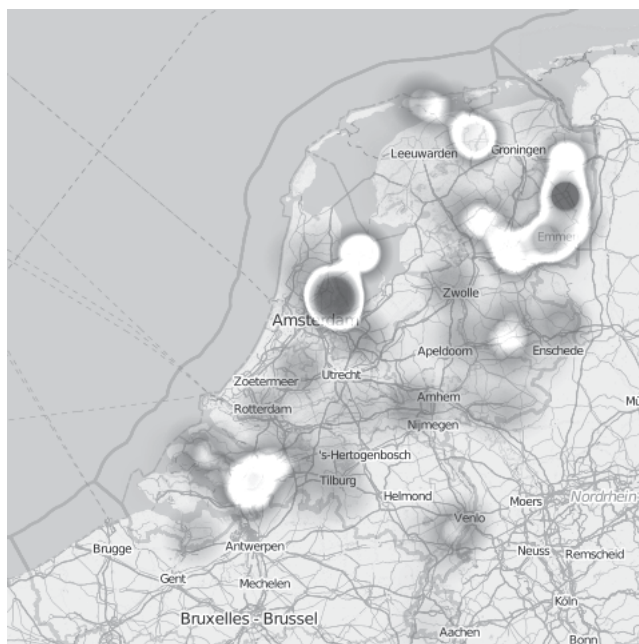 Leeuwarden
Groningen
Emmen
Zwolle
Amsterdam
Apeldoorn
Enschede
Utrecht
Zoetermeer
Arnhem
Rotterdam
Nijmegen
's-Hertogenbosch
Tilburg
Helmond
Moers
Nordrhein
Venlo
Brugge
Antwerpen
Neuss
Remscheid
Gent
Mechelen
Köln
Bruxelles - Brussel
Aachen
Bonn